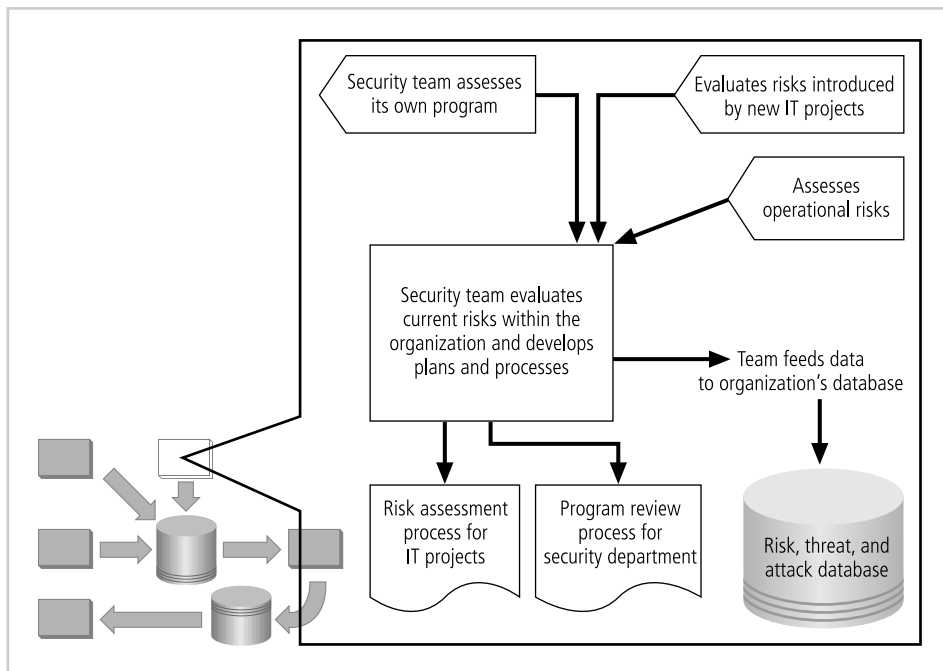 Security team assesses
its own program
Evaluates risks introduced
by new IT projects
Assesses
operational risks
Security team evaluates
current risks within the
organization and develops
plans and processes
Team feeds data
to organization’s database
Risk assessment
process for
IT projects
Program review
process for
security department
Risk, threat, and
attack database